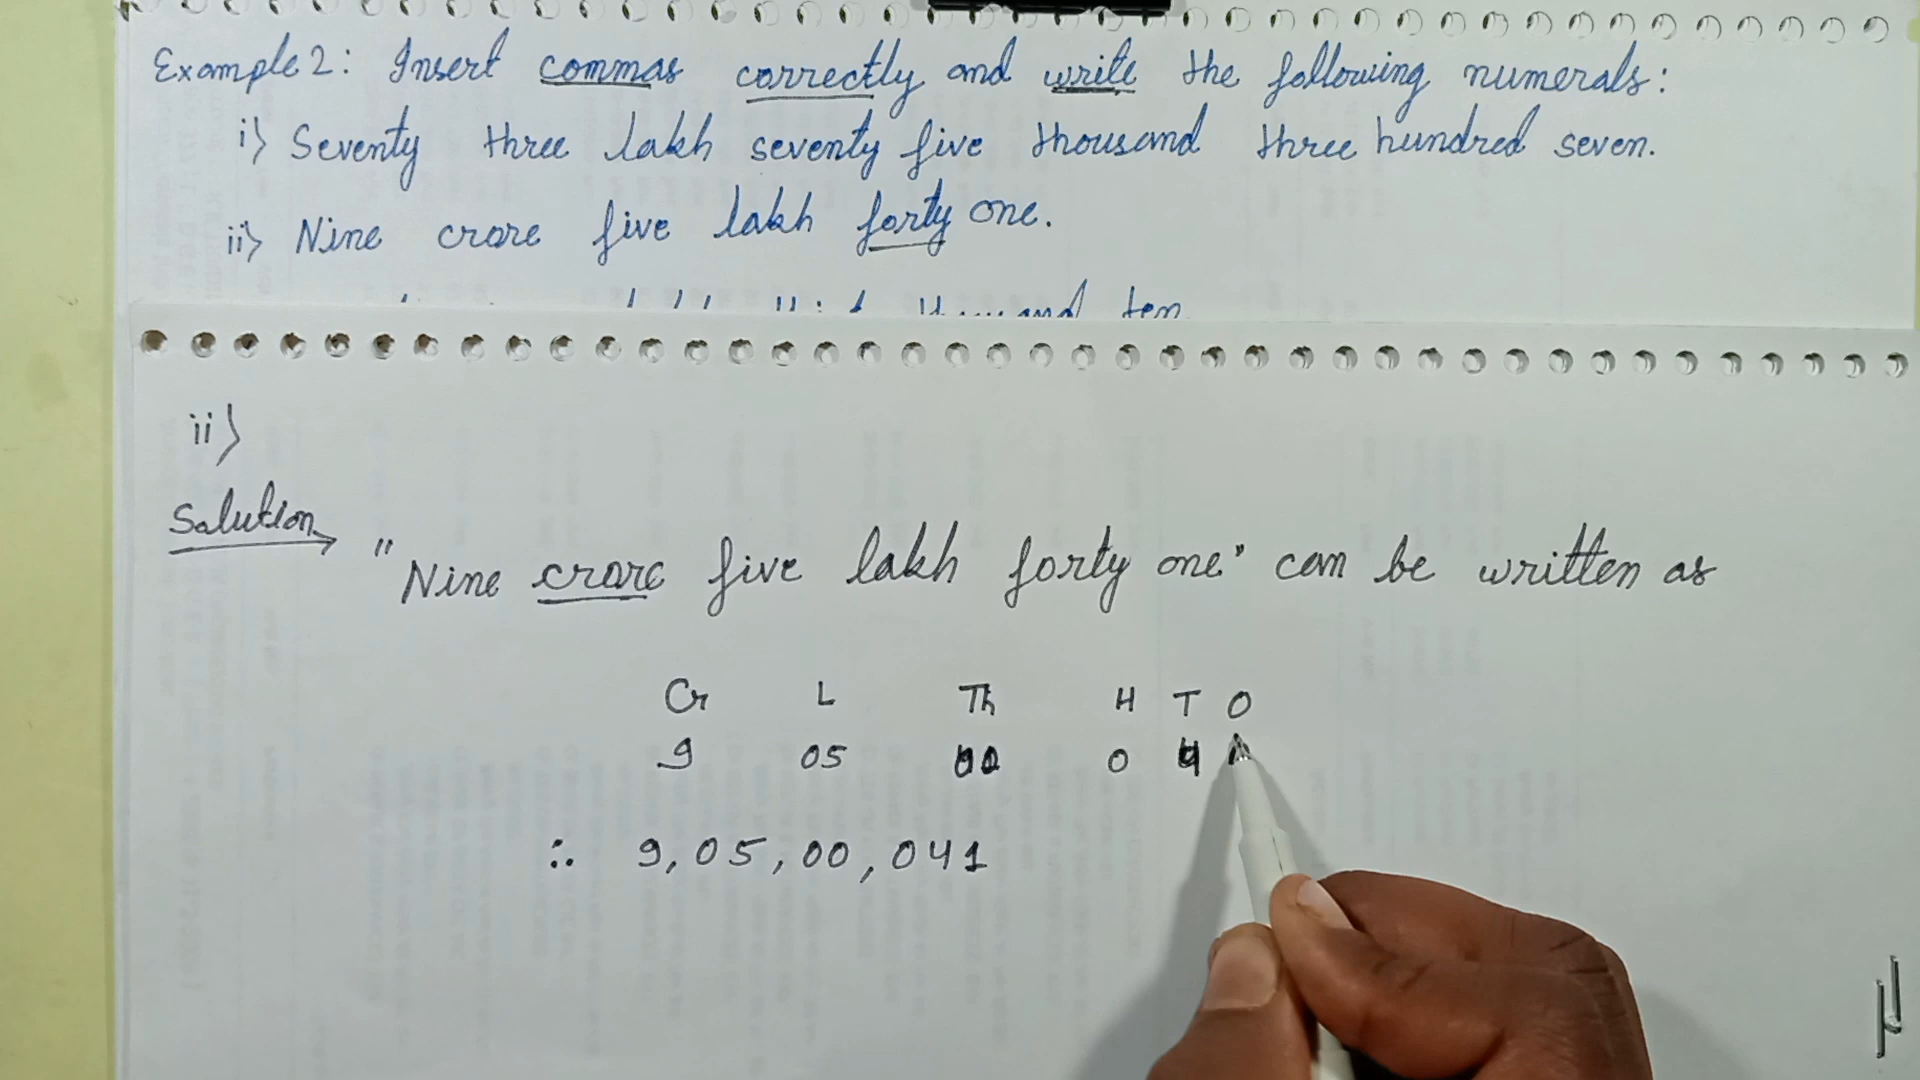 Example 2: Insert commas correctly and write the following numerals:
i) Seventy three lakh seventy five thousand three hundred seven.
ii) Nine crore five lakh forty one.
ten
ii)
Solution
"Nine crore five lakh forty one" can be written as
Cr L Th H T O
9 05 00 0 4
∴ 9,05,00,041